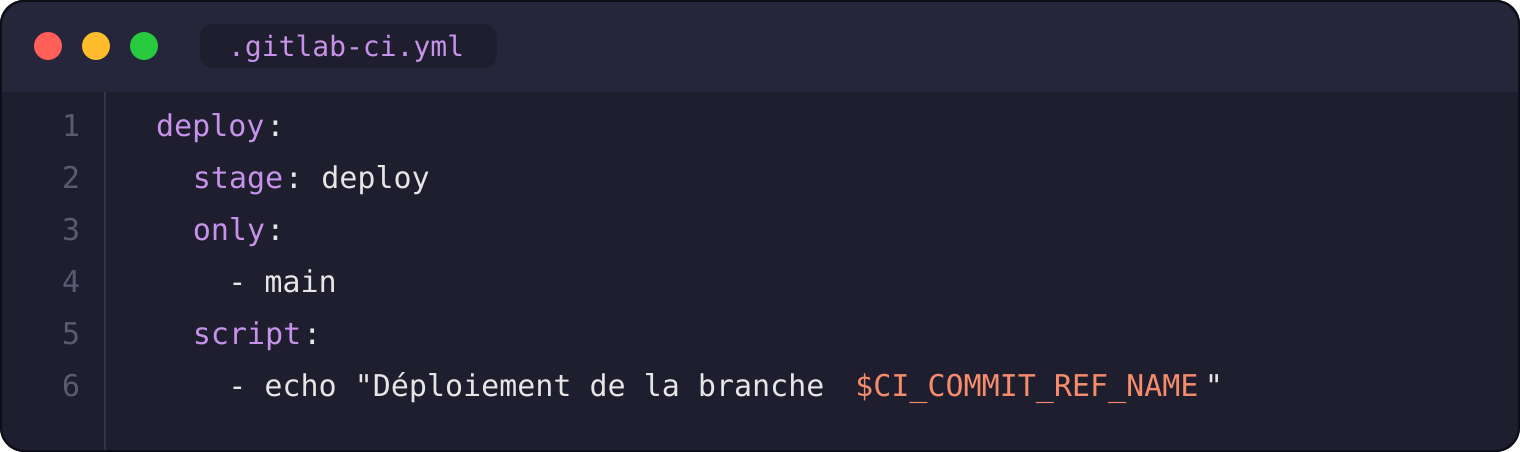 .gitlab-ci.yml
1 deploy:
2   stage: deploy
3   only:
4     - main
5   script:
6     - echo "Déploiement de la branche $CI_COMMIT_REF_NAME"